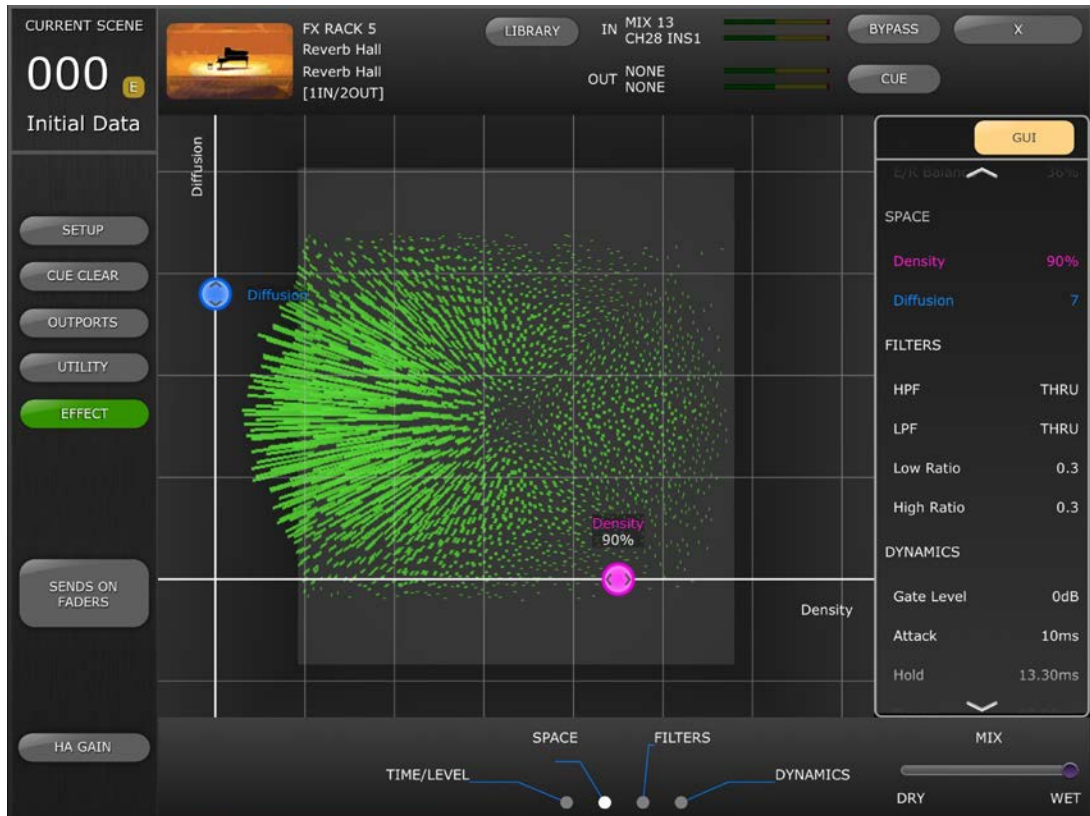 CURRENT SCENE
000 E
Initial Data
FX RACK 5
Reverb Hall
Reverb Hall
[1IN/2OUT]
LIBRARY
IN MIX 13
CH28 INS1
OUT NONE
NONE
BYPASS
X
CUE
SETUP
CUE CLEAR
OUTPORTS
UTILITY
EFFECT
SENDS ON
FADERS
HA GAIN
Diffusion
Diffusion
Density
90%
Density
GUI
36%
SPACE
Density 90%
Diffusion 7
FILTERS
HPF THRU
LPF THRU
Low Ratio 0.3
High Ratio 0.3
DYNAMICS
Gate Level 0dB
Attack 10ms
Hold 13.30ms
TIME/LEVEL
SPACE
FILTERS
DYNAMICS
MIX
DRY WET